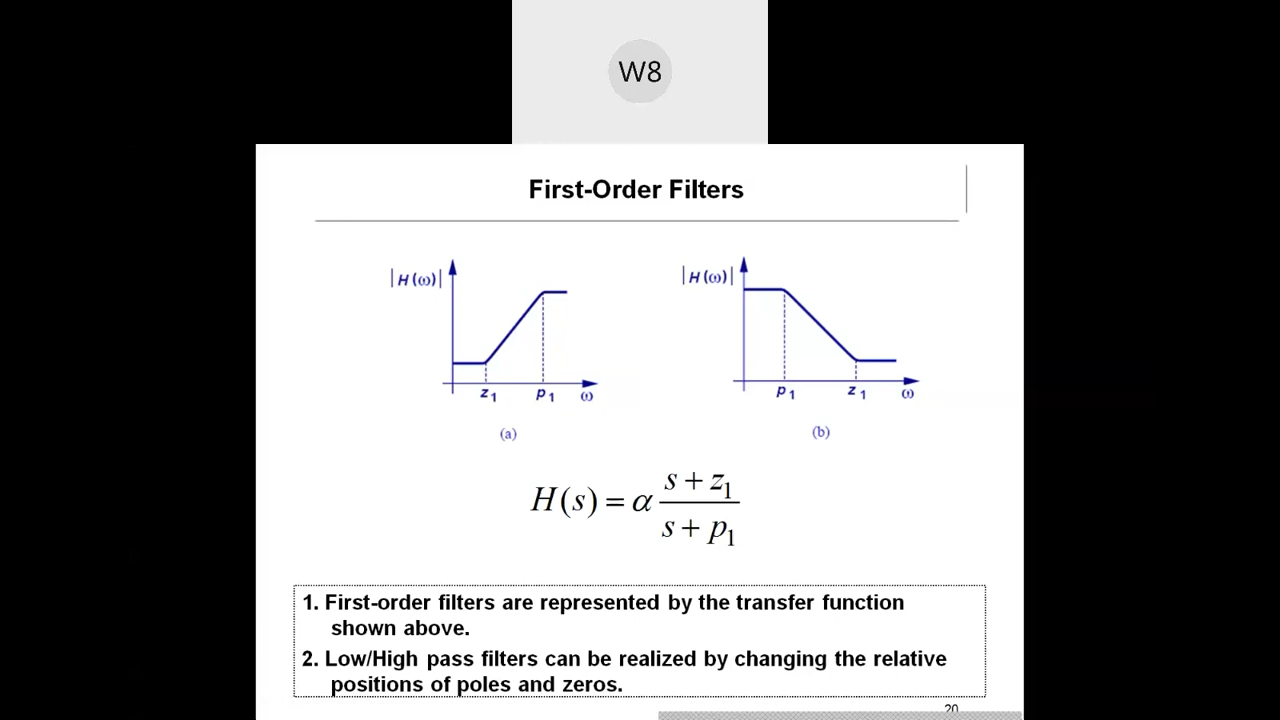 W8
First-Order Filters
|H(ω)|
z₁ p₁ ω
(a)
|H(ω)|
p₁ z₁ ω
(b)
H(s) = α (s + z₁)/(s + p₁)
1. First-order filters are represented by the transfer function
shown above.
2. Low/High pass filters can be realized by changing the relative
positions of poles and zeros.
20